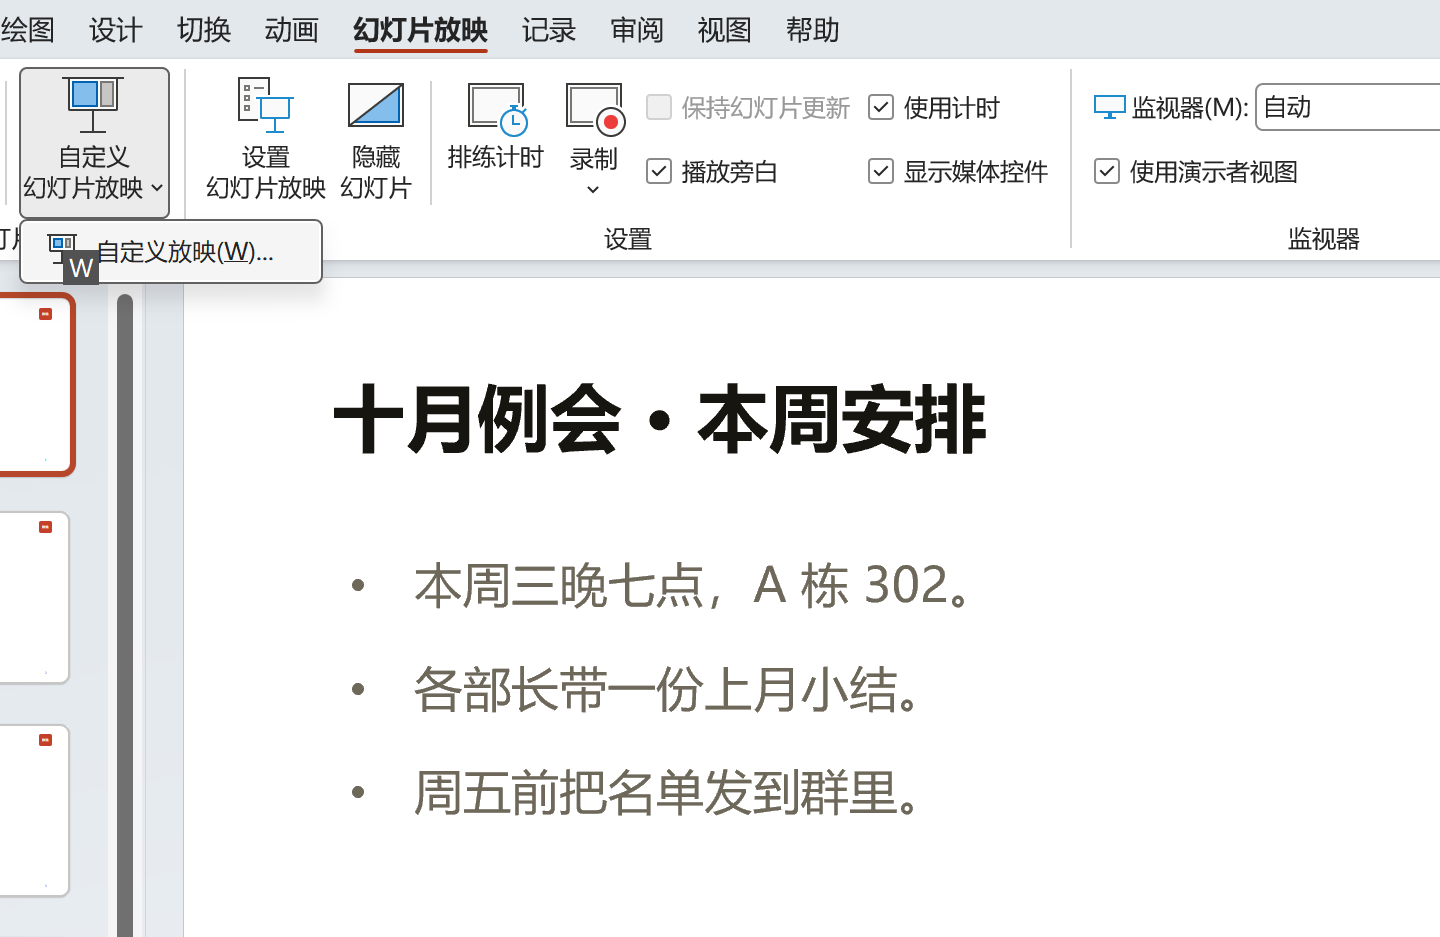 绘图 设计 切换 动画 幻灯片放映 记录 审阅 视图 帮助
自定义
幻灯片放映
设置
幻灯片放映
隐藏
幻灯片
排练计时
录制
保持幻灯片更新
使用计时
播放旁白
显示媒体控件
监视器(M):
自动
使用演示者视图
设置
监视器
自定义放映(W)...
W
十月例会·本周安排
• 本周三晚七点，A 栋 302。
• 各部长带一份上月小结。
• 周五前把名单发到群里。